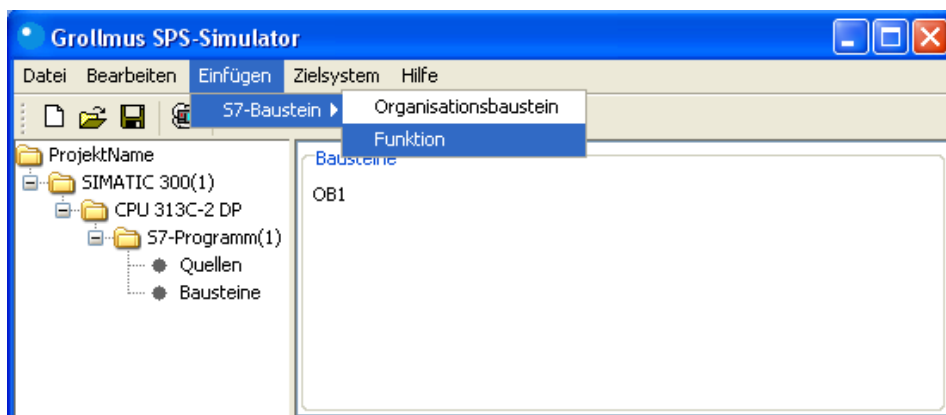 Grollmus SPS-Simulator
Datei Bearbeiten Einfügen Zielsystem Hilfe
S7-Baustein
Organisationsbaustein
Funktion
ProjektName
SIMATIC 300(1)
CPU 313C-2 DP
S7-Programm(1)
Quellen
Bausteine
Bausteine
OB1